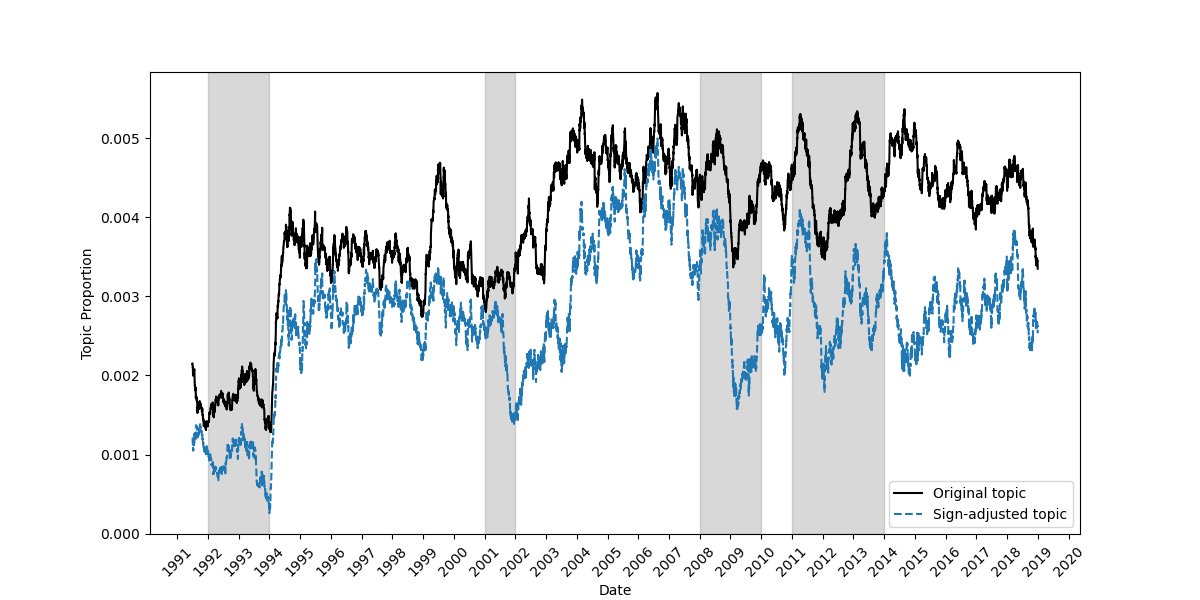 Topic Proportion
0.005
0.004
0.003
0.002
0.001
0.000
Original topic
Sign-adjusted topic
1991 1992 1993 1994 1995 1996 1997 1998 1999 2000 2001 2002 2003 2004 2005 2006 2007 2008 2009 2010 2011 2012 2013 2014 2015 2016 2017 2018 2019 2020
Date